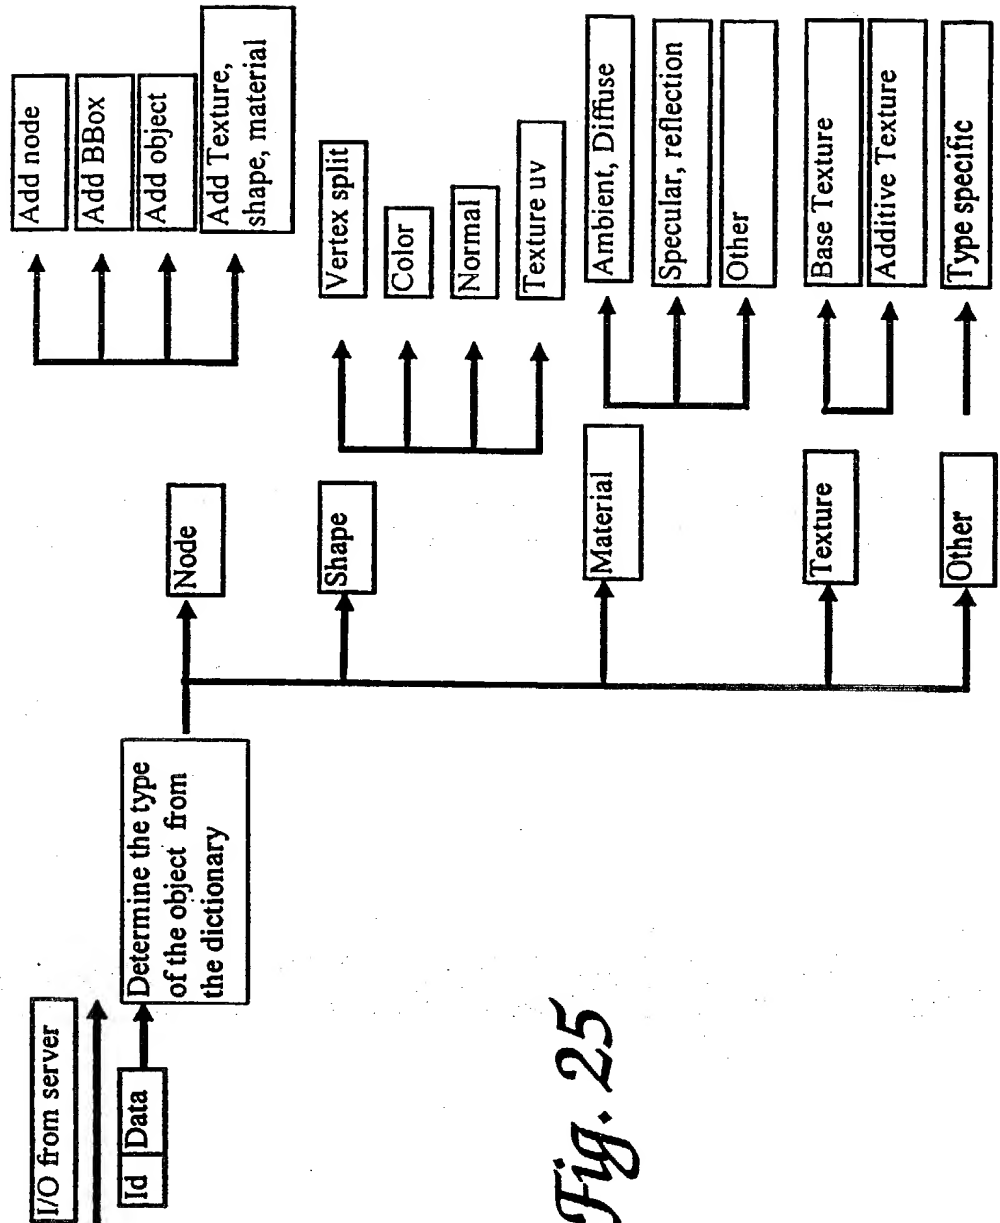 I/O from server
Id
Data
Determine the type
of the object from
the dictionary
Node
Shape
Material
Texture
Other
Add node
Add BBox
Add object
Add Texture,
shape, material
Vertex split
Color
Normal
Texture uv
Ambient, Diffuse
Specular, reflection
Other
Base Texture
Additive Texture
Type specific
Fig. 25